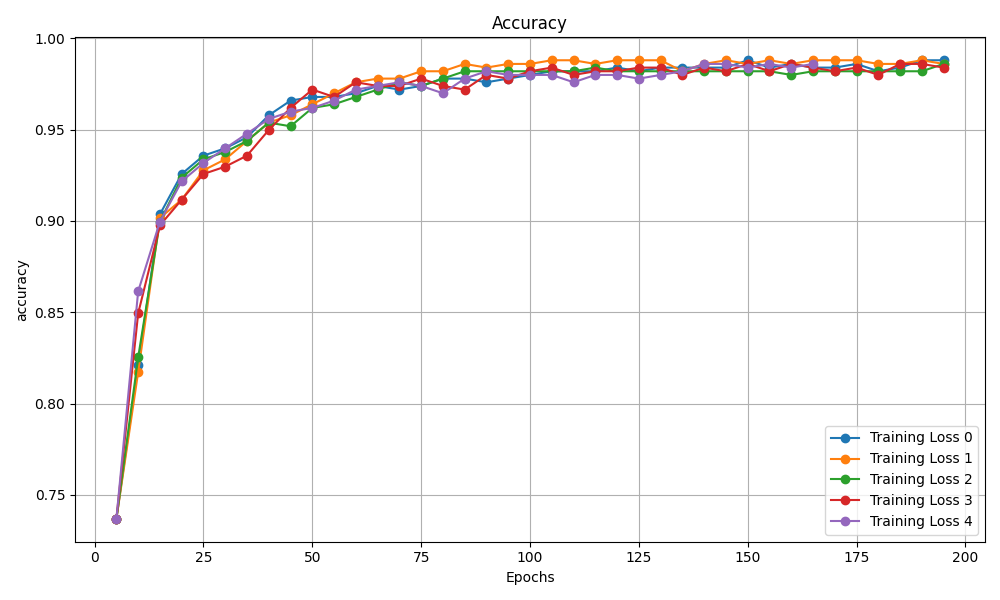 Accuracy
1.00
0.95
0.90
0.85
0.80
0.75
accuracy
0
25
50
75
100
125
150
175
200
Epochs
Training Loss 0
Training Loss 1
Training Loss 2
Training Loss 3
Training Loss 4